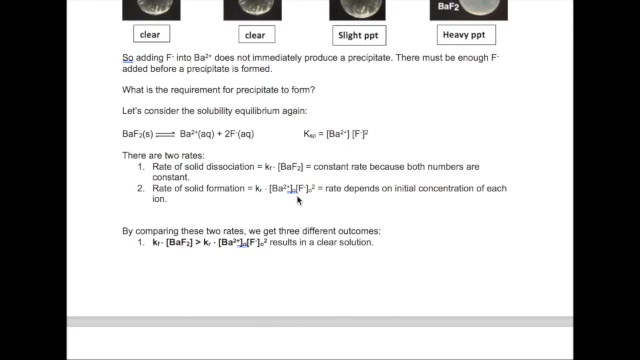 BaF2
clear
clear
Slight ppt
Heavy ppt
So adding F⁻ into Ba²⁺ does not immediately produce a precipitate. There must be enough F⁻
added before a precipitate is formed.
What is the requirement for precipitate to form?
Let's consider the solubility equilibrium again:
BaF₂(s) ⇌ Ba²⁺(aq) + 2F⁻(aq) Kₛₚ = [Ba²⁺] [F⁻]²
There are two rates:
1. Rate of solid dissociation = k_f · [BaF₂] = constant rate because both numbers are
constant.
2. Rate of solid formation = kᵣ · [Ba²⁺]ₒ[F⁻]ₒ² = rate depends on initial concentration of each
ion.
By comparing these two rates, we get three different outcomes:
1. k_f · [BaF₂] > kᵣ · [Ba²⁺]ₒ[F⁻]ₒ² results in a clear solution.